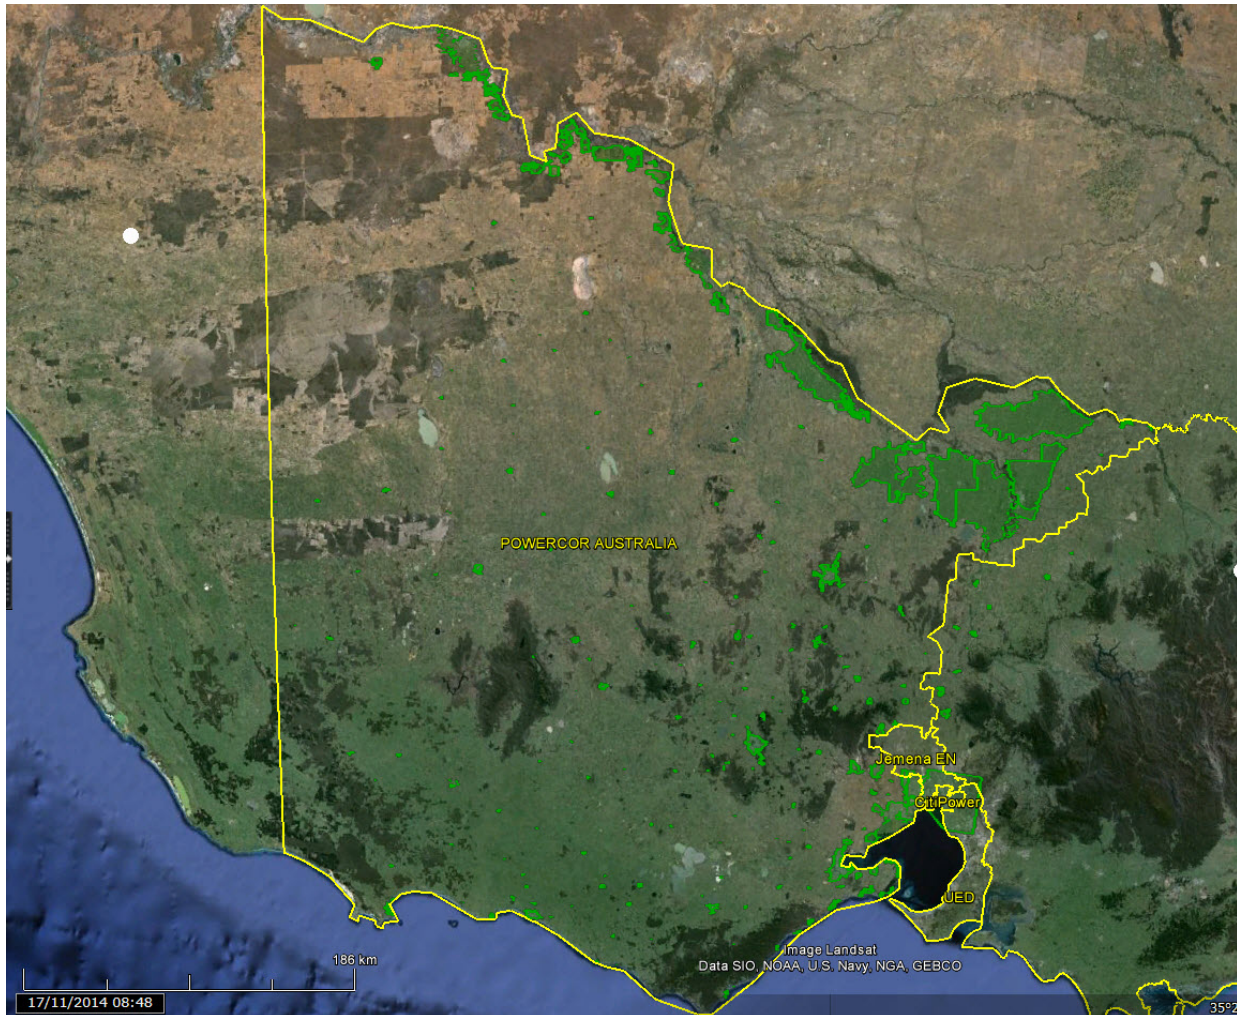 POWERCOR AUSTRALIA
Jemena EN
CitiPower
UED
Image Landsat
Data SIO, NOAA, U.S. Navy, NGA, GEBCO
186 km
17/11/2014 08:48
35º2